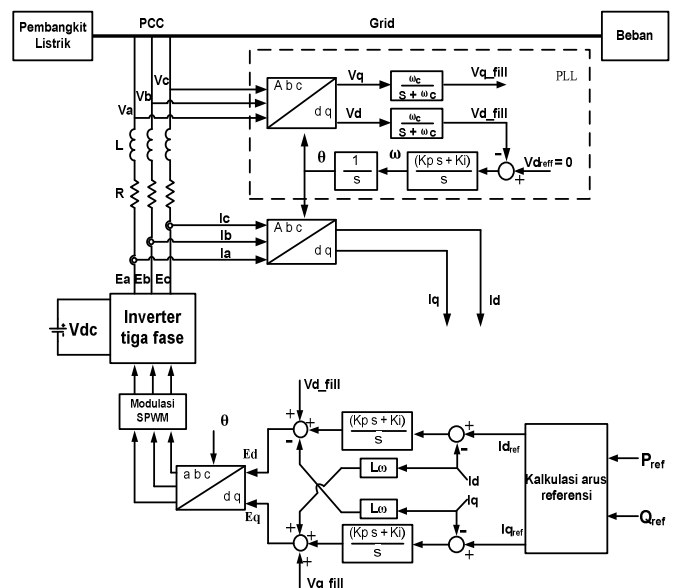 Pembangkit
Listrik
PCC
Grid
Beban
Va
Vb
Vc
L
R
A b c
d q
Vq
ωc
S + ωc
Vq_fill
PLL
Vd
ωc
S + ωc
Vd_fill
θ
1
s
ω
(Kp s + Ki)
s
-
+
Vdreff = 0
Ic
Ib
Ia
A b c
d q
Iq
Id
Ea Eb Ec
Vdc
Inverter
tiga fase
Modulasi
SPWM
θ
a b c
d q
Ed
Eq
Vd_fill
+
+
-
(Kp s + Ki)
s
+
-
Idref
Lω
Id
Lω
Iq
Kalkulasi arus
referensi
Pref
Qref
+
+
+
(Kp s + Ki)
s
-
+
Iqref
Vq_fill